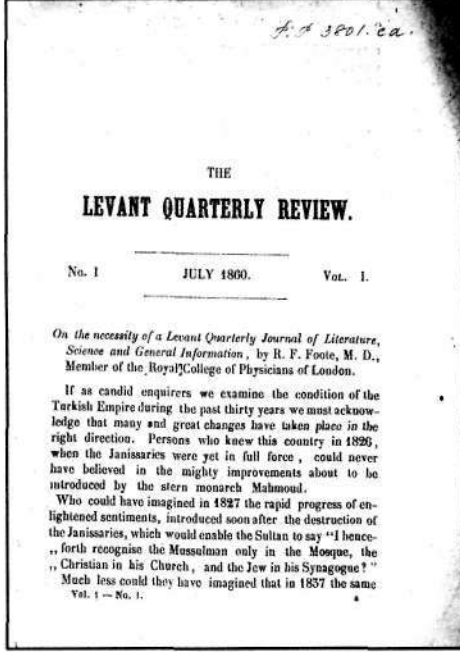 3801. ca.
THE
LEVANT QUARTERLY REVIEW.
No. I JULY 1860. VOL. I.
On the necessity of a Levant Quarterly Journal of Literature,
Science and General Information, by R. F. Foote, M. D.,
Member of the Royal College of Physicians of London.
If as candid enquirers we examine the condition of the
Turkish Empire during the past thirty years we must acknow-
ledge that many and great changes have taken place in the
right direction. Persons who knew this country in 1826,
when the Janissaries were yet in full force, could never
have believed in the mighty improvements about to be
introduced by the stern monarch Mahmoud.
Who could have imagined in 1827 the rapid progress of en-
lightened sentiments, introduced soon after the destruction of
the Janissaries, which would enable the Sultan to say “I hence-
„ forth recognise the Mussulman only in the Mosque, the
„ Christian in his Church, and the Jew in his Synagogue? ”
Much less could they have imagined that in 1837 the same
Vol. 1 — No. 1.